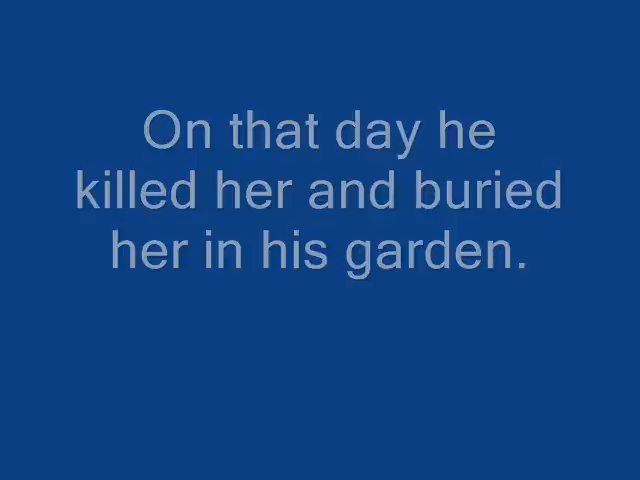 On that day he
killed her and buried
her in his garden.